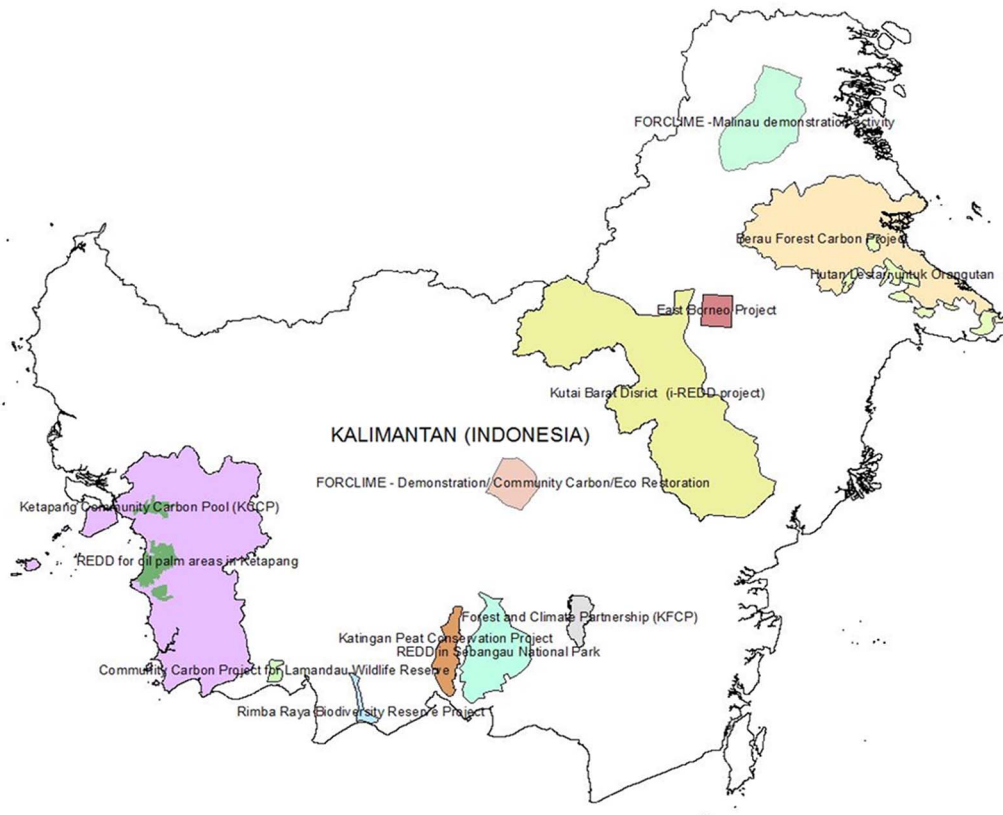 FORCLIME -Malinau demonstration activity
Berau Forest Carbon Project
Hutan Lestari untuk Orangutan
East Borneo Project
Kutai Barat Disrict (i-REDD project)
KALIMANTAN (INDONESIA)
FORCLIME - Demonstration/ Community Carbon/Eco Restoration
Ketapang Community Carbon Pool (KCCP)
REDD for oil palm areas in Ketapang
Forest and Climate Partnership (KFCP)
Katingan Peat Conservation Project
REDD in Sebangau National Park
Community Carbon Project for Lamandau Wildlife Reserve
Rimba Raya Biodiversity Reserve Project